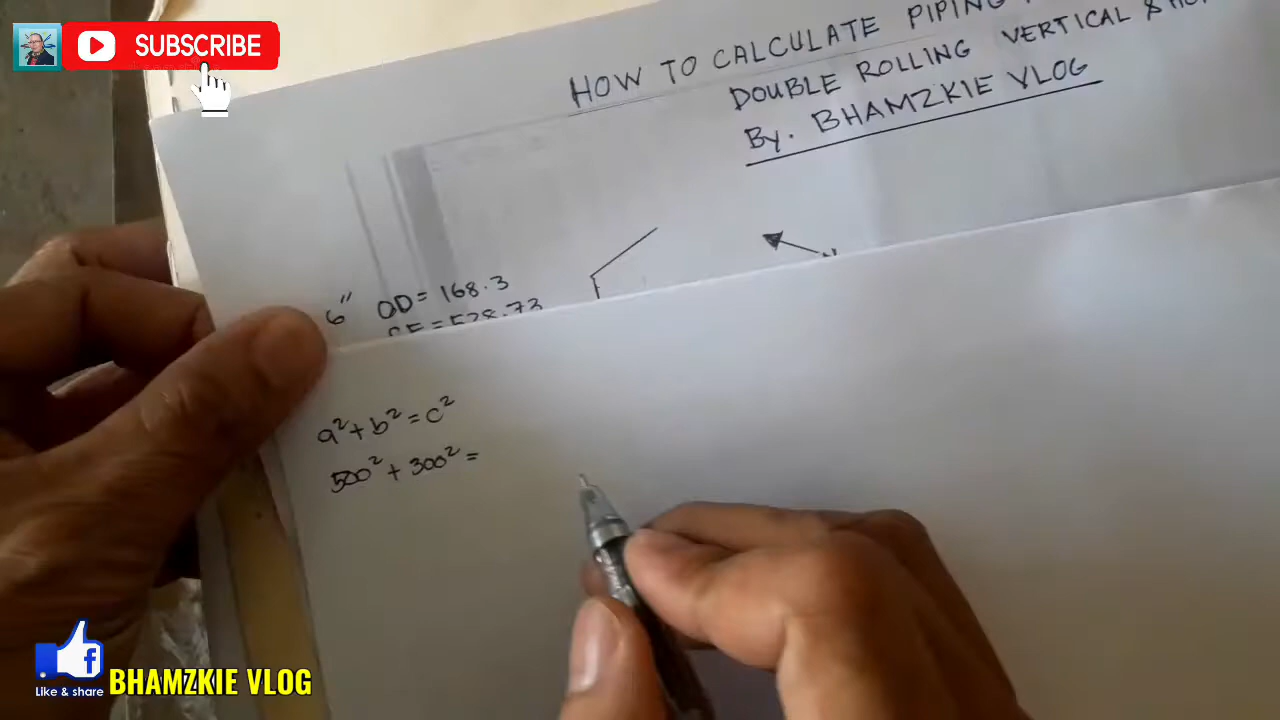 SUBSCRIBE
HOW TO CALCULATE PIPING
DOUBLE ROLLING VERTICAL &
By. BHAMZKIE VLOG
6" OD = 168.3
a² + b² = c²
500² + 300² =
Like & share
BHAMZKIE VLOG